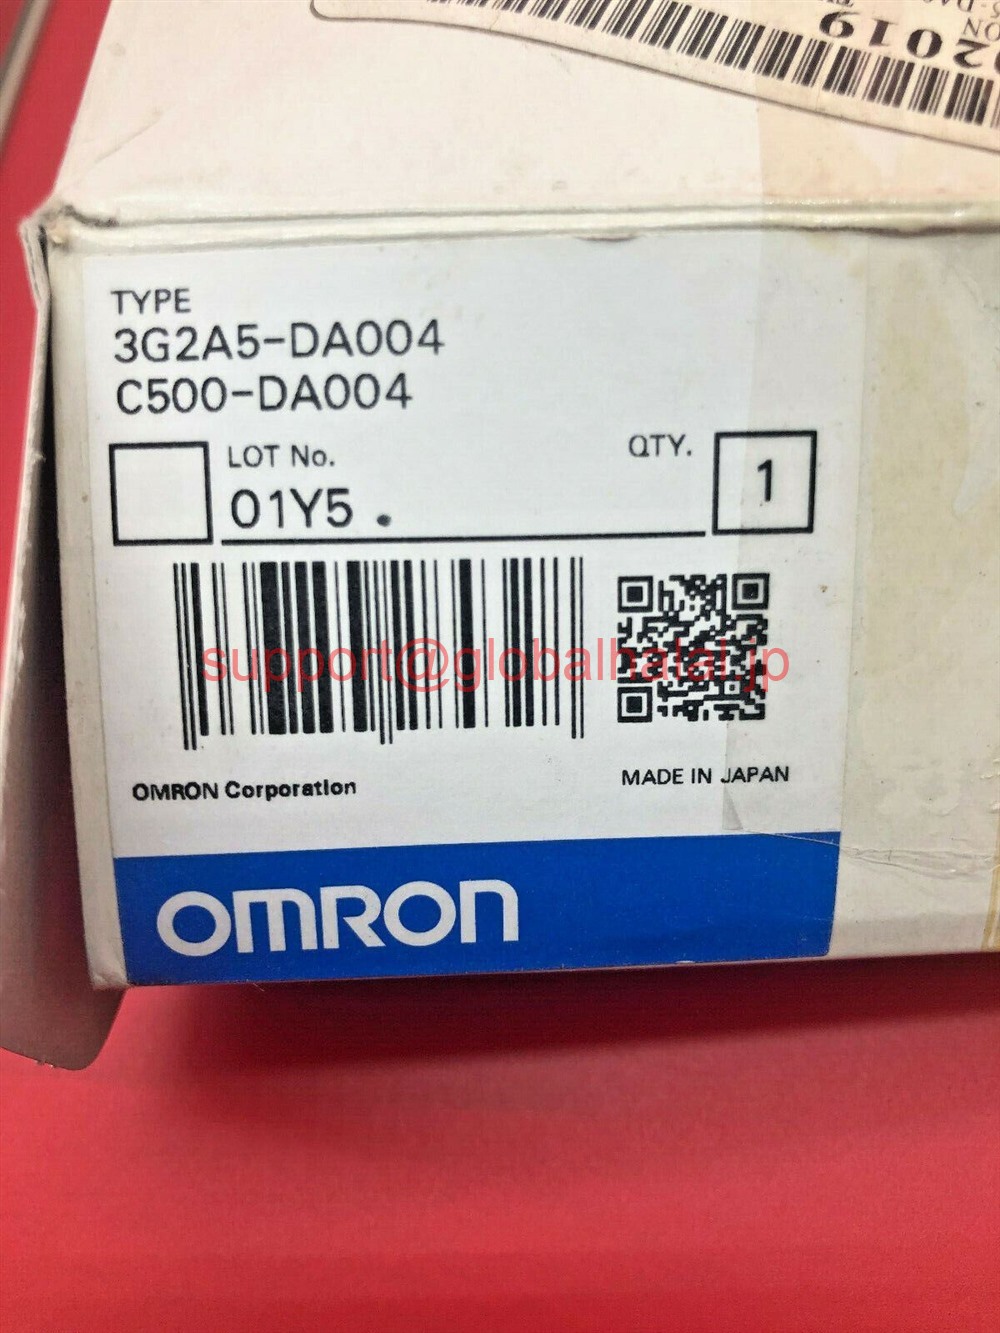 2019
TYPE
3G2A5-DA004
C500-DA004
LOT No.
01Y5 .
QTY.
1
support@globalhalal.jp
OMRON Corporation
MADE IN JAPAN
OMRON